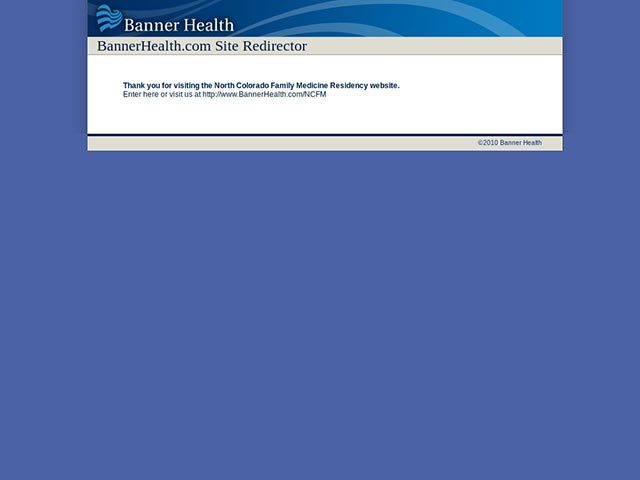 Banner Health
BannerHealth.com Site Redirector
Thank you for visiting the North Colorado Family Medicine Residency website.
Enter here or visit us at http://www.BannerHealth.com/NCFM
©2010 Banner Health